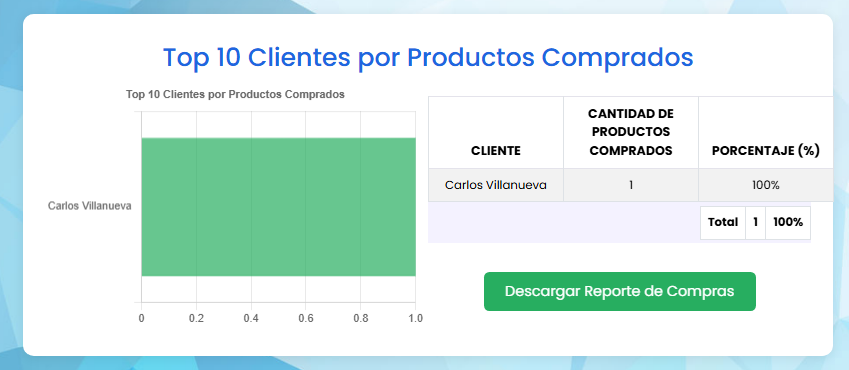 Top 10 Clientes por Productos Comprados
Top 10 Clientes por Productos Comprados
Carlos Villanueva
0 0.2 0.4 0.6 0.8 1.0
CLIENTE
CANTIDAD DE
PRODUCTOS
COMPRADOS
PORCENTAJE (%)
Carlos Villanueva 1 100%
Total 1 100%
Descargar Reporte de Compras